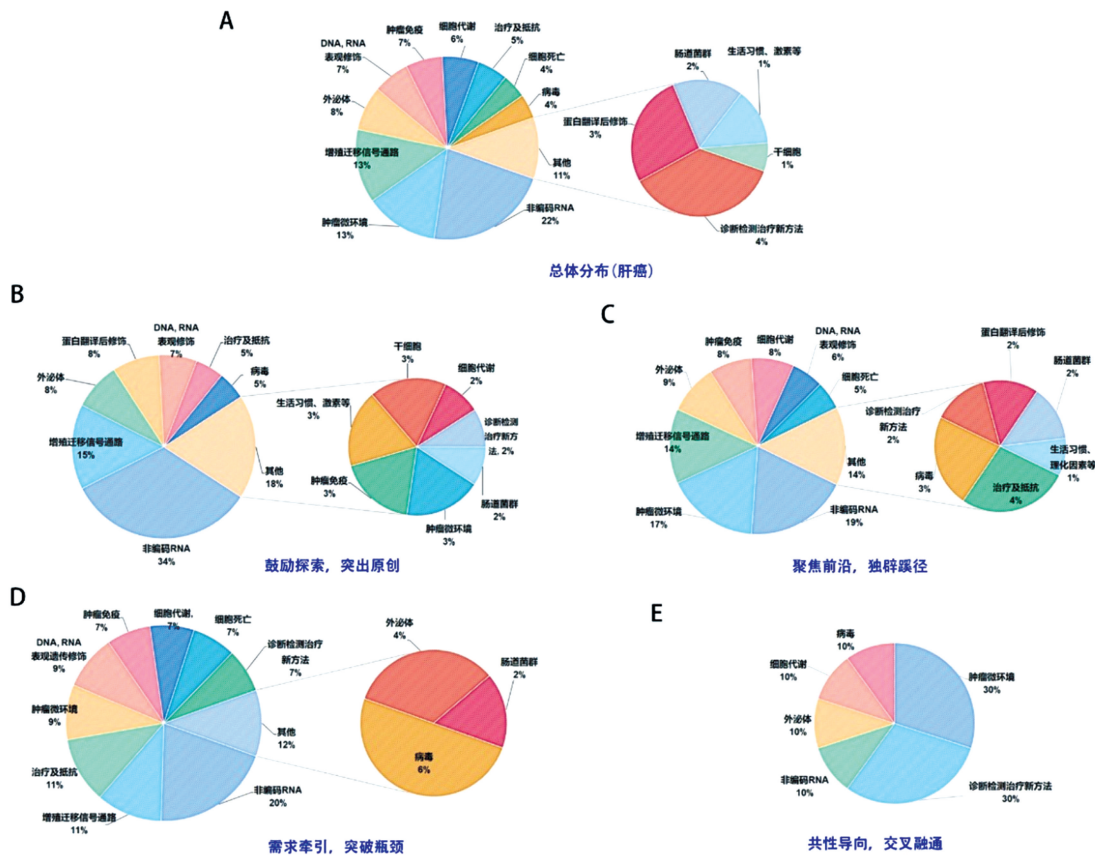 A
肿瘤免疫
7%
细胞代谢
6%
治疗及抵抗
5%
DNA, RNA
表观修饰
7%
细胞死亡
4%
外泌体
8%
病毒
4%
增殖迁移信号通路
13%
其他
11%
肿瘤微环境
13%
非编码RNA
22%
肠道菌群
2%
生活习惯、激素等
1%
蛋白翻译后修饰
3%
干细胞
1%
诊断检测治疗新方法
4%
总体分布(肝癌)
B
蛋白翻译后修饰
8%
DNA, RNA
表观修饰
7%
治疗及抵抗
5%
外泌体
8%
病毒
5%
增殖迁移信号通路
15%
其他
18%
非编码RNA
34%
干细胞
3%
细胞代谢
2%
生活习惯、激素等
3%
诊断检测
治疗新方
法, 2%
肿瘤免疫
3%
肠道菌群
2%
肿瘤微环境
3%
鼓励探索，突出原创
C
肿瘤免疫
8%
细胞代谢
8%
DNA, RNA
表观修饰
6%
外泌体
9%
细胞死亡
5%
增殖迁移信号通路
14%
其他
14%
肿瘤微环境
17%
非编码RNA
19%
蛋白翻译后修饰
2%
肠道菌群
2%
诊断检测治疗
新方法
2%
生活习惯、
理化因素等
1%
病毒
3%
治疗及抵抗
4%
聚焦前沿，独辟蹊径
D
肿瘤免疫
7%
细胞代谢,
7%
细胞死亡
7%
DNA, RNA
表观遗传修饰
9%
诊断检测治疗
新方法
7%
肿瘤微环境
9%
其他
12%
治疗及抵抗
11%
非编码RNA
20%
增殖迁移信号通路
11%
外泌体
4%
肠道菌群
2%
病毒
6%
需求牵引，突破瓶颈
E
病毒
10%
细胞代谢
10%
肿瘤微环境
30%
外泌体
10%
非编码RNA
10%
诊断检测治疗新方法
30%
共性导向，交叉融通